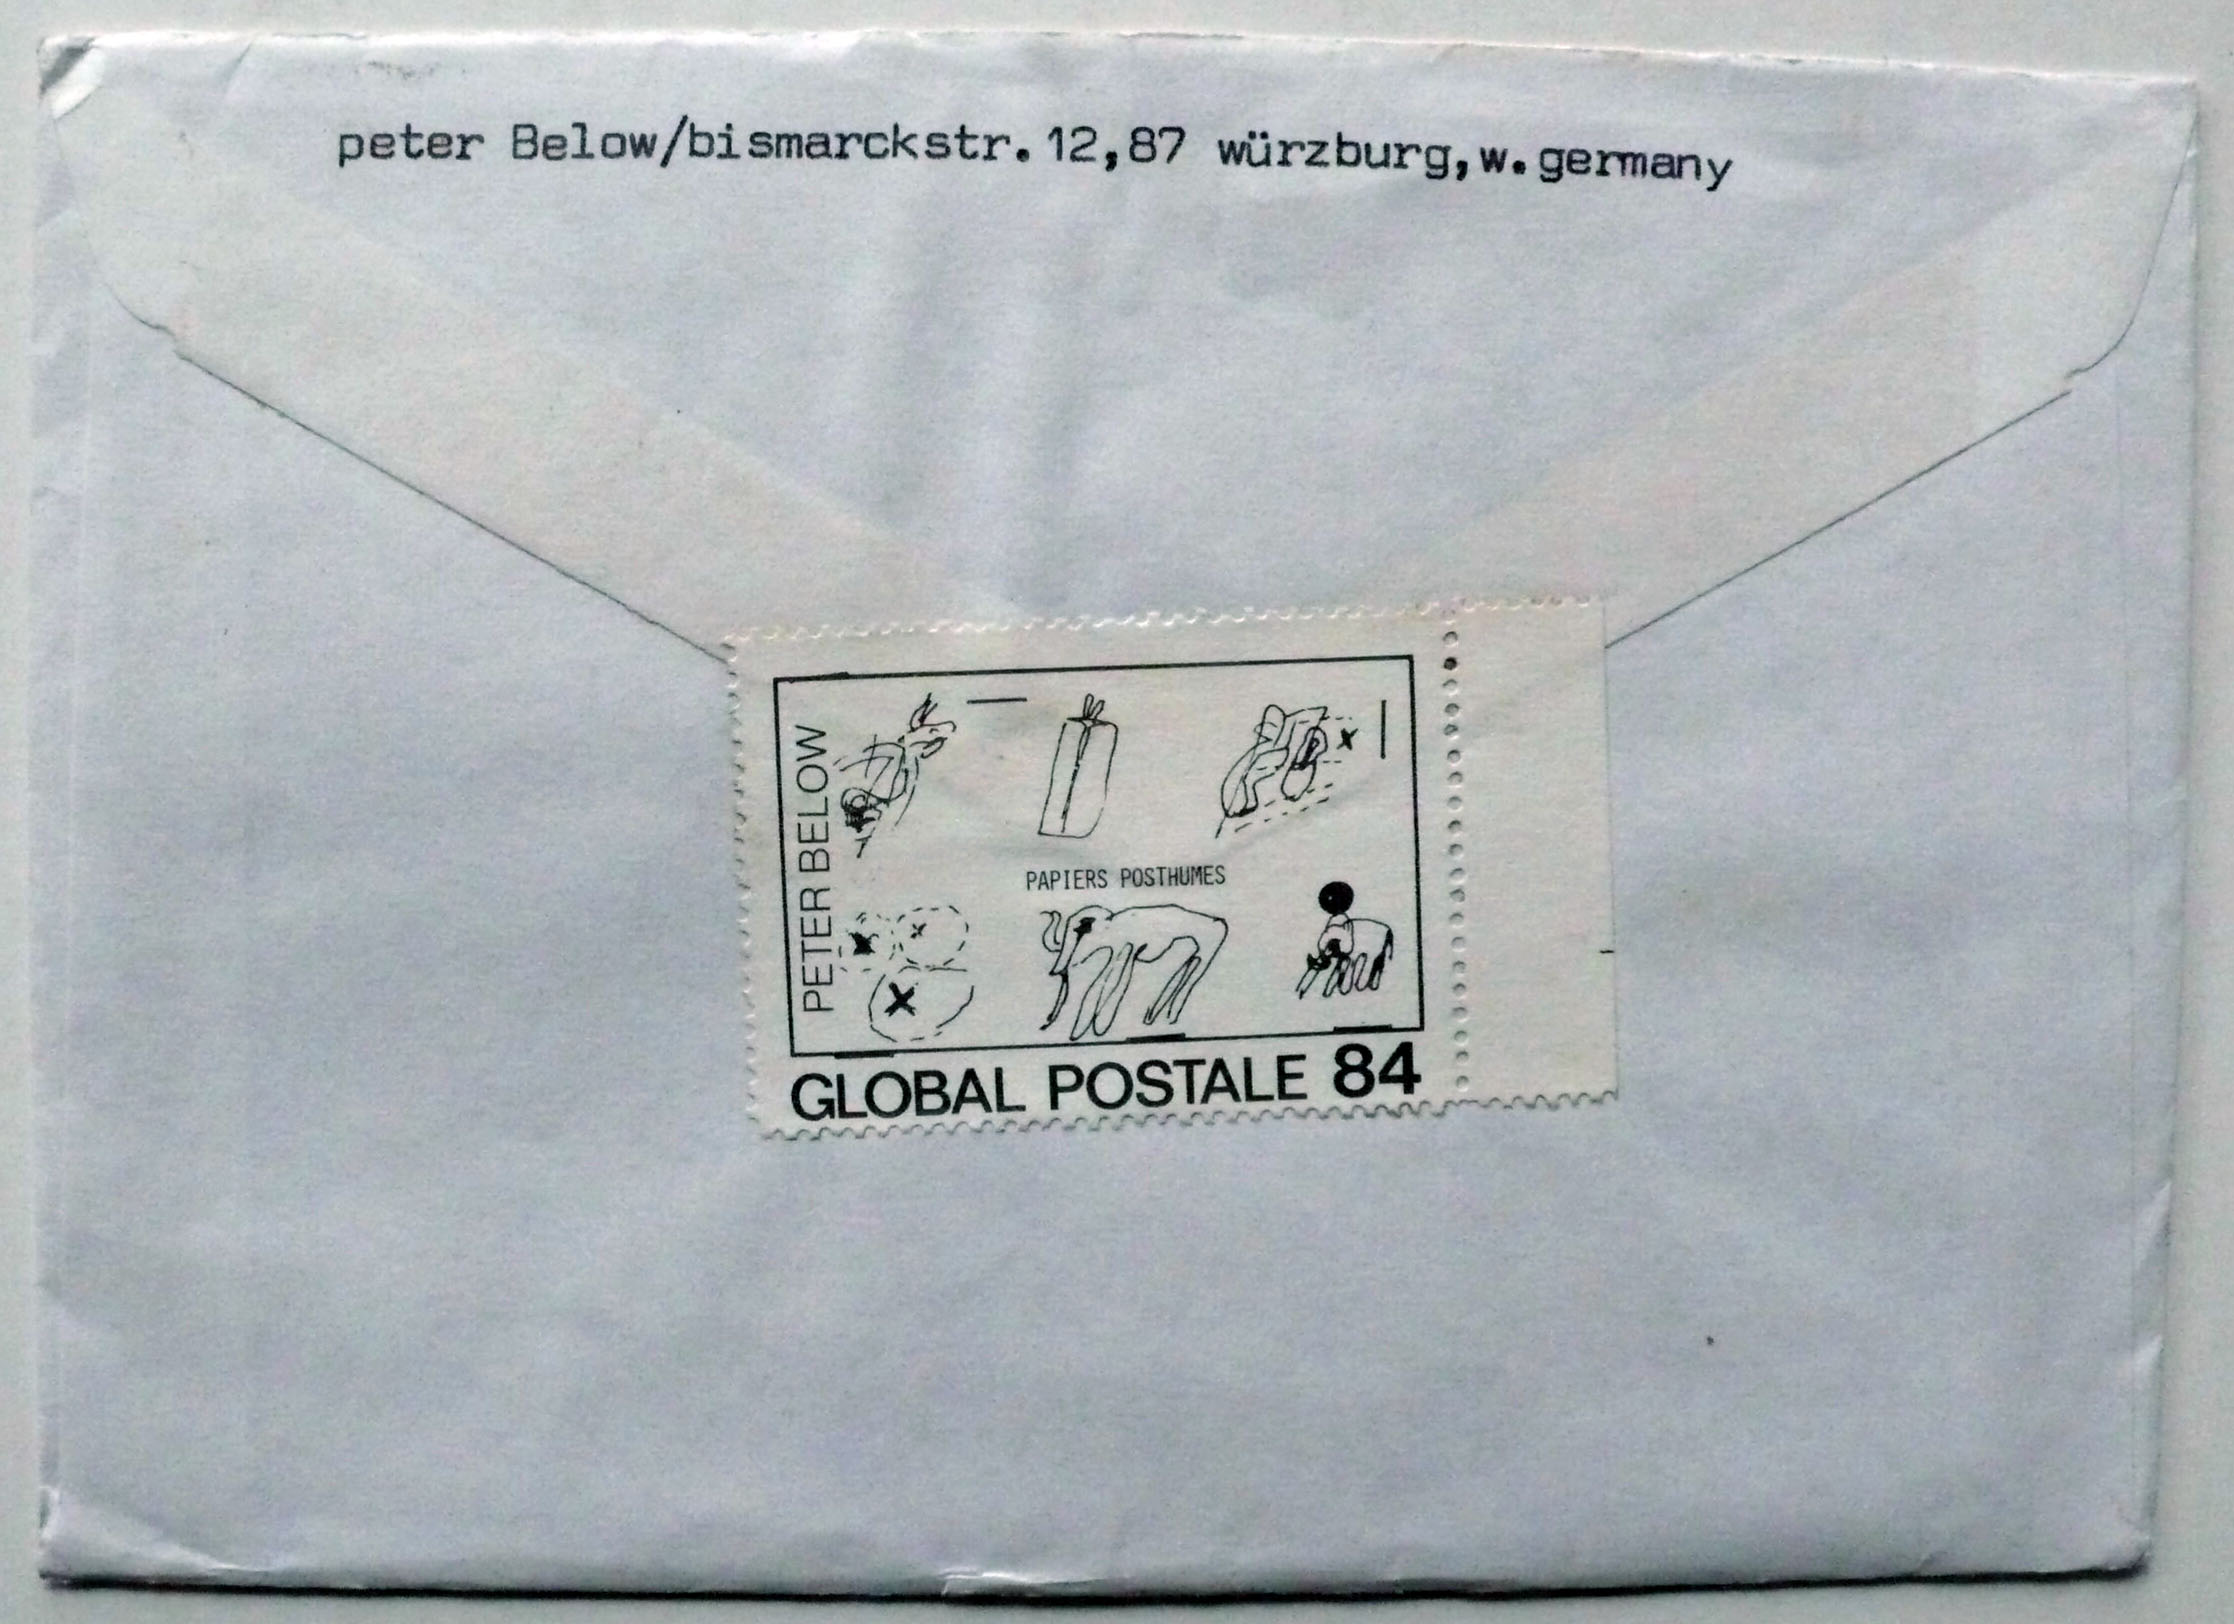 peter Below/bismarckstr.12,87 würzburg,w.germany
PETER BELOW
PAPIERS POSTHUMES
GLOBAL POSTALE 84